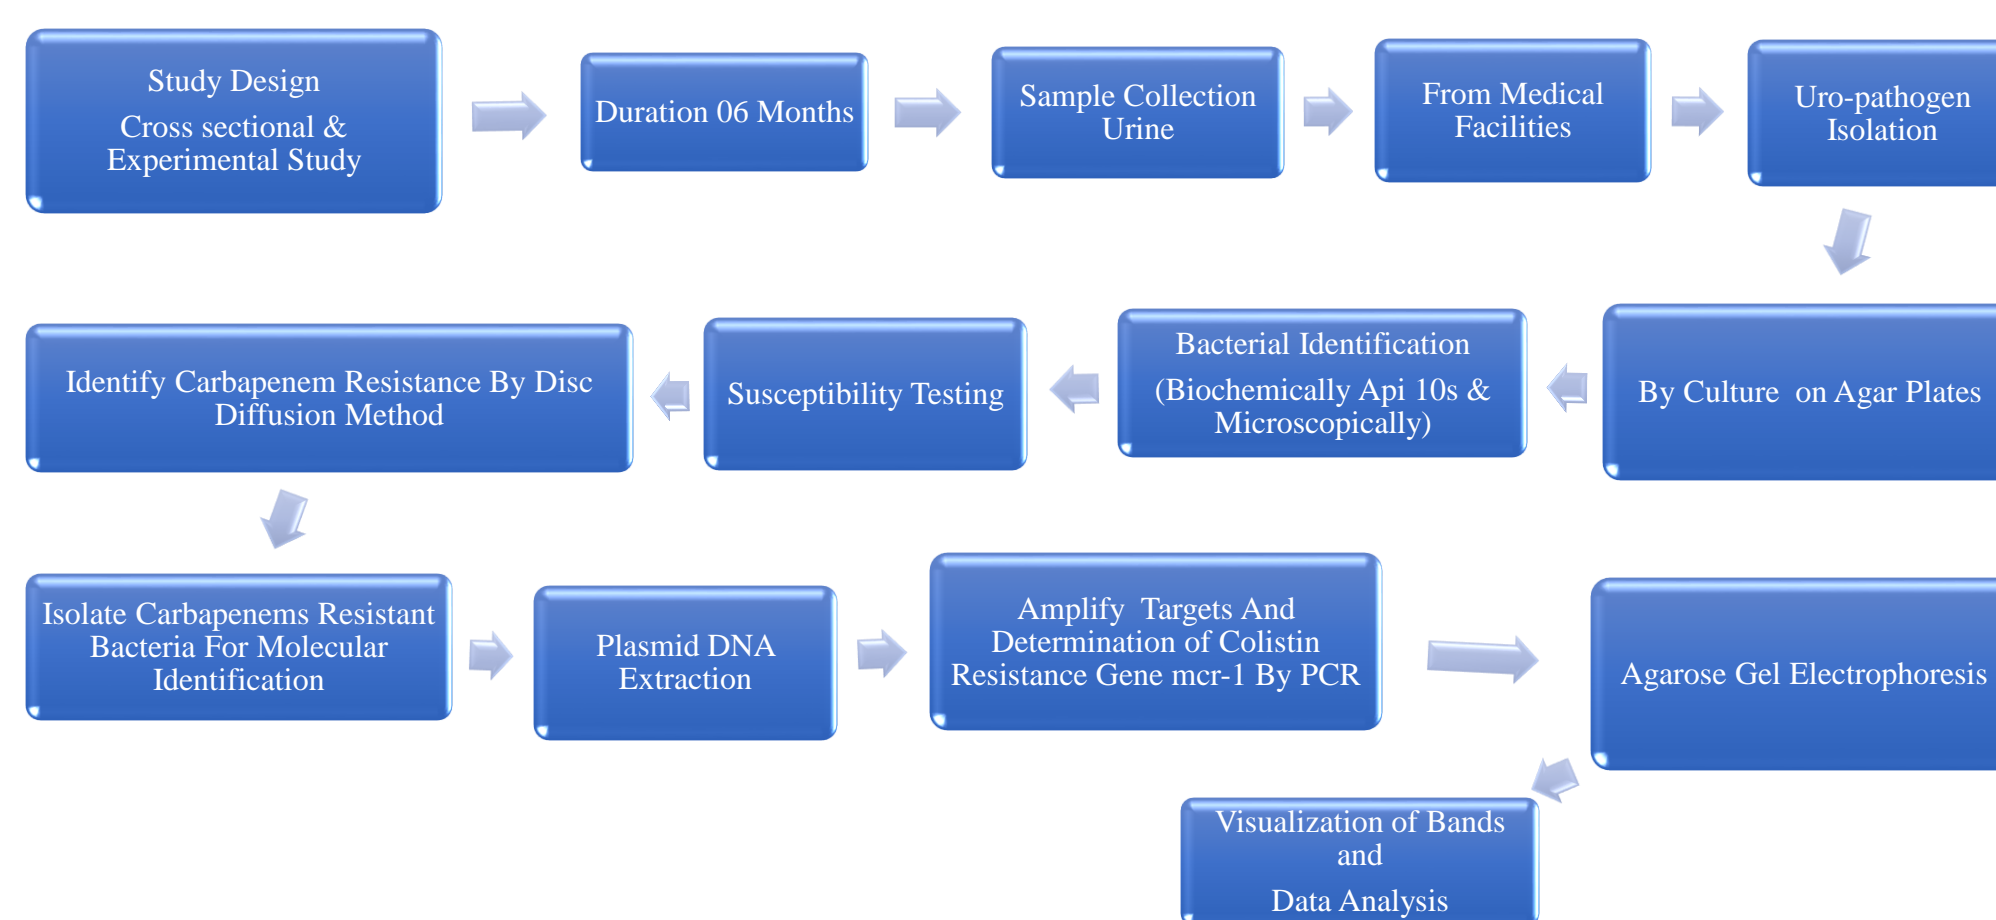 Study Design
Cross sectional &
Experimental Study
Duration 06 Months
Sample Collection
Urine
From Medical
Facilities
Uro-pathogen
Isolation
By Culture on Agar Plates
Bacterial Identification
(Biochemically Api 10s &
Microscopically)
Susceptibility Testing
Identify Carbapenem Resistance By Disc
Diffusion Method
Isolate Carbapenems Resistant
Bacteria For Molecular
Identification
Plasmid DNA
Extraction
Amplify Targets And
Determination of Colistin
Resistance Gene mcr-1 By PCR
Agarose Gel Electrophoresis
Visualization of Bands
and
Data Analysis